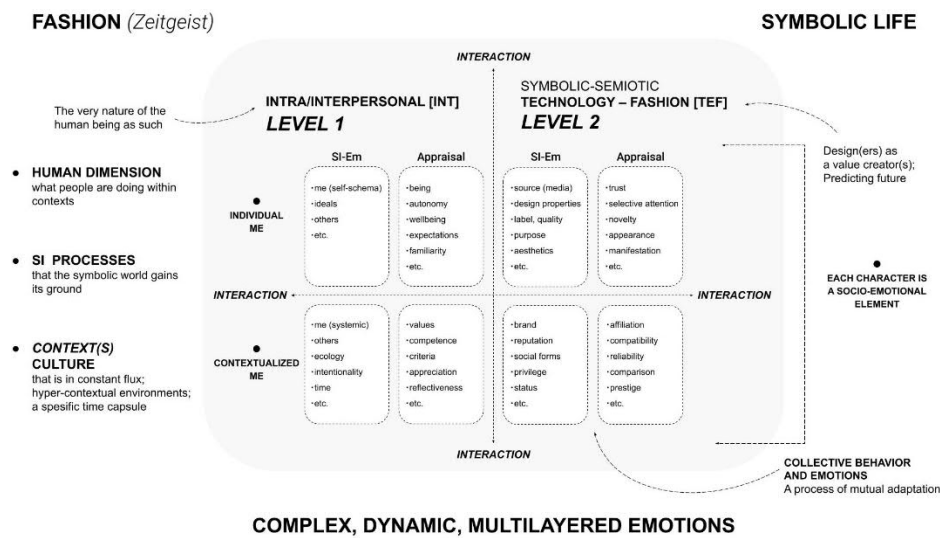 FASHION (Zeitgeist)
SYMBOLIC LIFE
INTERACTION
The very nature of the
human being as such
INTRA/INTERPERSONAL [INT]
LEVEL 1
SYMBOLIC-SEMIOTIC
TECHNOLOGY – FASHION [TEF]
LEVEL 2
Design(ers) as
a value creator(s);
Predicting future
● HUMAN DIMENSION
what people are doing within
contexts
● SI PROCESSES
that the symbolic world gains
its ground
● CONTEXT(S)
CULTURE
that is in constant flux;
hyper-contextual environments;
a spesific time capsule
● INDIVIDUAL
ME
SI-Em
• me (self-schema)
• ideals
• others
• etc.
Appraisal
• being
• autonomy
• wellbeing
• expectations
• familiarity
• etc.
SI-Em
• source (media)
• design properties
• label, quality
• purpose
• aesthetics
• etc.
Appraisal
• trust
• selective attention
• novelty
• appearance
• manifestation
• etc.
INTERACTION
INTERACTION
● EACH CHARACTER IS
A SOCIO-EMOTIONAL
ELEMENT
● CONTEXTUALIZED
ME
• me (systemic)
• others
• ecology
• intentionality
• time
• etc.
• values
• competence
• criteria
• appreciation
• reflectiveness
• etc.
• brand
• reputation
• social forms
• privilege
• status
• etc.
• affiliation
• compatibility
• reliability
• comparison
• prestige
• etc.
INTERACTION
COLLECTIVE BEHAVIOR
AND EMOTIONS
A process of mutual adaptation
COMPLEX, DYNAMIC, MULTILAYERED EMOTIONS